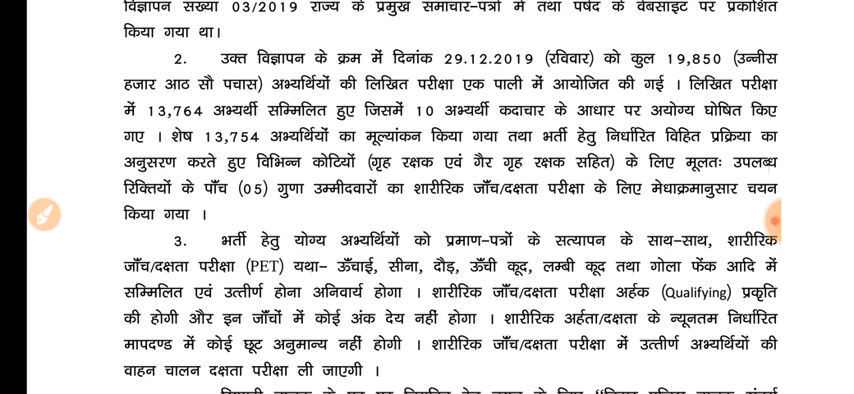 विज्ञापन संख्या 03/2019 राज्य के प्रमुख समाचार-पत्रों में तथा पर्षद के वेबसाइट पर प्रकाशित
किया गया था।
2. उक्त विज्ञापन के क्रम में दिनांक 29.12.2019 (रविवार) को कुल 19,850 (उन्नीस
हजार आठ सौ पचास) अभ्यर्थियों की लिखित परीक्षा एक पाली में आयोजित की गई । लिखित परीक्षा
में 13,764 अभ्यर्थी सम्मिलित हुए जिसमें 10 अभ्यर्थी कदाचार के आधार पर अयोग्य घोषित किए
गए । शेष 13,754 अभ्यर्थियों का मूल्यांकन किया गया तथा भर्ती हेतु निर्धारित विहित प्रक्रिया का
अनुसरण करते हुए विभिन्न कोटियों (गृह रक्षक एवं गैर गृह रक्षक सहित) के लिए मूलतः उपलब्ध
रिक्तियों के पाँच (05) गुणा उम्मीदवारों का शारीरिक जाँच/दक्षता परीक्षा के लिए मेधाक्रमानुसार चयन
किया गया ।
3. भर्ती हेतु योग्य अभ्यर्थियों को प्रमाण-पत्रों के सत्यापन के साथ-साथ, शारीरिक
जाँच/दक्षता परीक्षा (PET) यथा- ऊँचाई, सीना, दौड़, ऊँची कूद, लम्बी कूद तथा गोला फेंक आदि में
सम्मिलित एवं उत्तीर्ण होना अनिवार्य होगा । शारीरिक जाँच/दक्षता परीक्षा अर्हक (Qualifying) प्रकृति
की होगी और इन जाँचों में कोई अंक देय नहीं होगा । शारीरिक अर्हता/दक्षता के न्यूनतम निर्धारित
मापदण्ड में कोई छूट अनुमान्य नहीं होगी । शारीरिक जाँच/दक्षता परीक्षा में उत्तीर्ण अभ्यर्थियों की
वाहन चालन दक्षता परीक्षा ली जाएगी ।